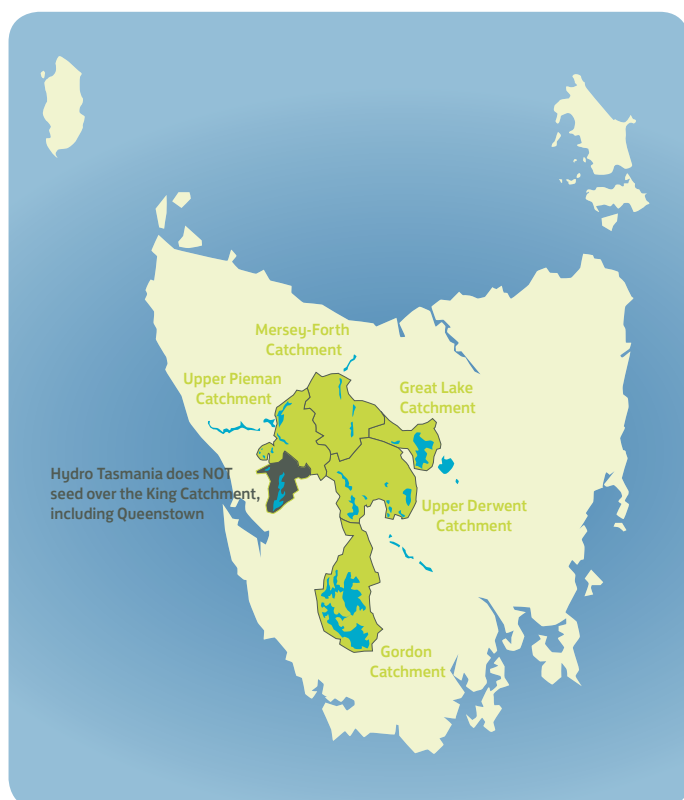 Mersey-Forth
Catchment
Upper Pieman
Catchment
Great Lake
Catchment
Hydro Tasmania does NOT
seed over the King Catchment,
including Queenstown
Upper Derwent
Catchment
Gordon
Catchment